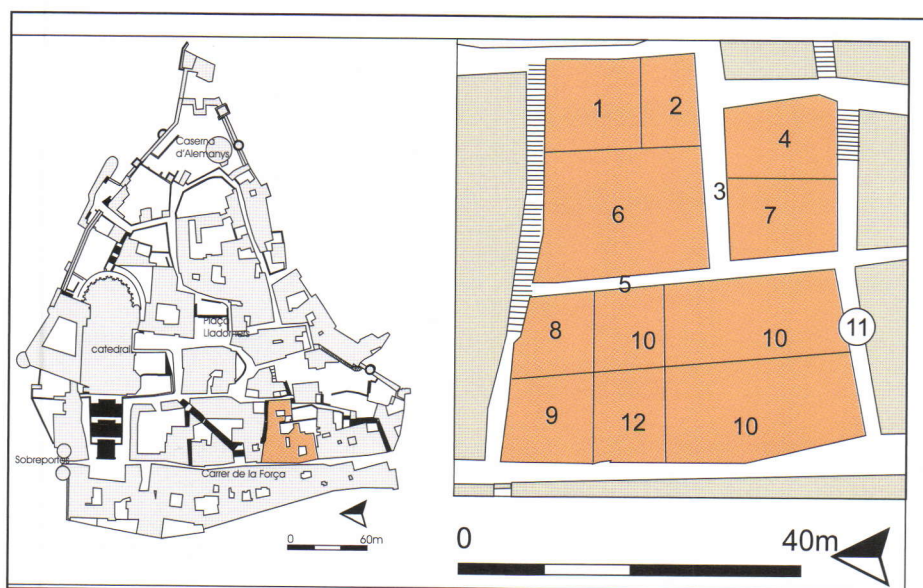 Caserna
d'Alemanys
Plaça
Lladoners
catedral
Sobreportes
Carrer de la Força
0 60m
1
2
3
4
5
6
7
8
9
10
10
10
11
12
0 40m